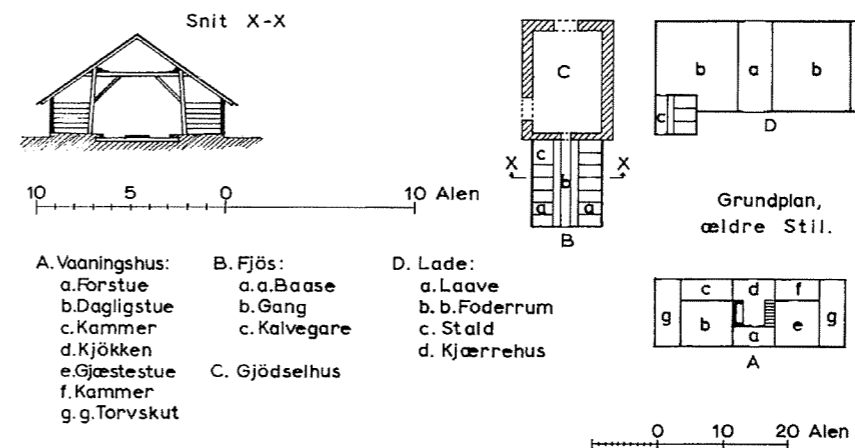 Snit X-X
10 0 10 Alen
A. Vaaningshus:
a. Forstue
b. Dagligstue
c. Kammer
d. Kjökken
e. Gjæstestue
f. Kammer
g. g. Torvskut
B. Fjös:
a. a. Baase
b. Gang
c. Kalvegare
C. Gjödselhus
D. Lade:
a. Laave
b. b. Foderrum
c. Stald
d. Kjærrehus
C
X c b X
a a
B
b a b
c
D
Grundplan,
ældre Stil.
c d f
g b e g
a
A
0 10 20 Alen